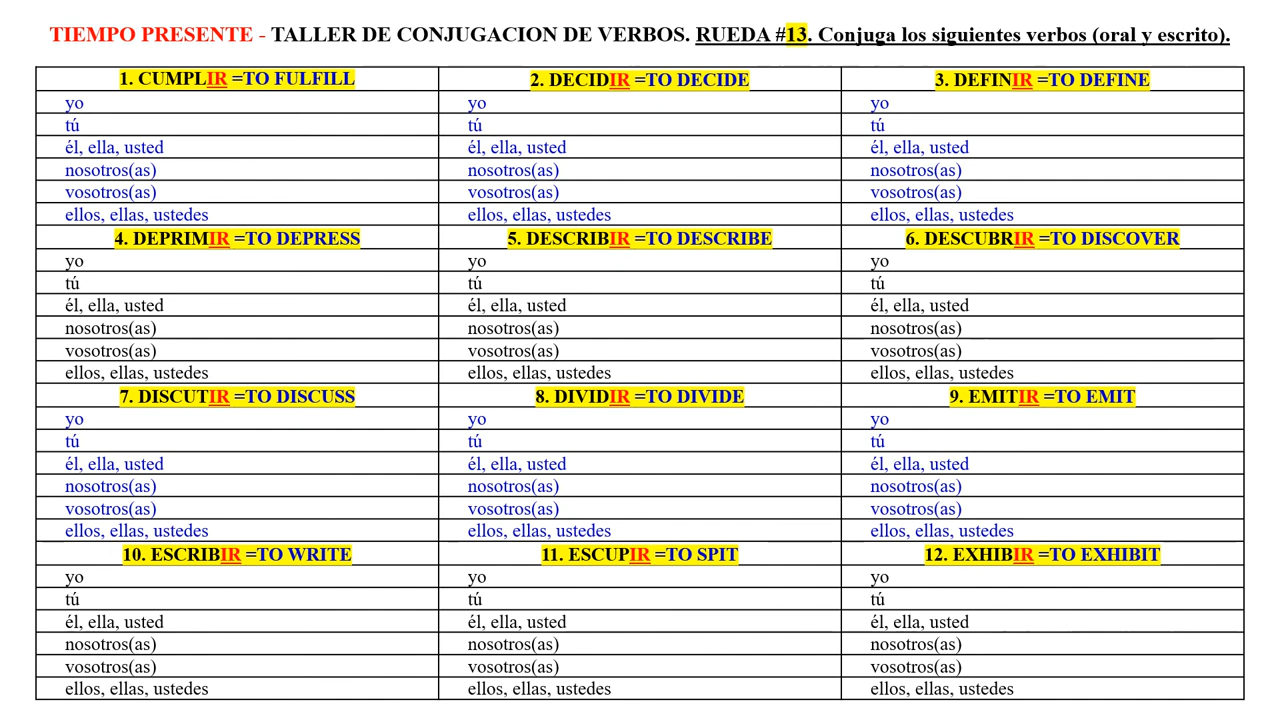 TIEMPO PRESENTE - TALLER DE CONJUGACION DE VERBOS. RUEDA #13. Conjuga los siguientes verbos (oral y escrito).
1. CUMPLIR =TO FULFILL
2. DECIDIR =TO DECIDE
3. DEFINIR =TO DEFINE
yo
yo
yo
tú
tú
tú
él, ella, usted
él, ella, usted
él, ella, usted
nosotros(as)
nosotros(as)
nosotros(as)
vosotros(as)
vosotros(as)
vosotros(as)
ellos, ellas, ustedes
ellos, ellas, ustedes
ellos, ellas, ustedes
4. DEPRIMIR =TO DEPRESS
5. DESCRIBIR =TO DESCRIBE
6. DESCUBRIR =TO DISCOVER
yo
yo
yo
tú
tú
tú
él, ella, usted
él, ella, usted
él, ella, usted
nosotros(as)
nosotros(as)
nosotros(as)
vosotros(as)
vosotros(as)
vosotros(as)
ellos, ellas, ustedes
ellos, ellas, ustedes
ellos, ellas, ustedes
7. DISCUTIR =TO DISCUSS
8. DIVIDIR =TO DIVIDE
9. EMITIR =TO EMIT
yo
yo
yo
tú
tú
tú
él, ella, usted
él, ella, usted
él, ella, usted
nosotros(as)
nosotros(as)
nosotros(as)
vosotros(as)
vosotros(as)
vosotros(as)
ellos, ellas, ustedes
ellos, ellas, ustedes
ellos, ellas, ustedes
10. ESCRIBIR =TO WRITE
11. ESCUPIR =TO SPIT
12. EXHIBIR =TO EXHIBIT
yo
yo
yo
tú
tú
tú
él, ella, usted
él, ella, usted
él, ella, usted
nosotros(as)
nosotros(as)
nosotros(as)
vosotros(as)
vosotros(as)
vosotros(as)
ellos, ellas, ustedes
ellos, ellas, ustedes
ellos, ellas, ustedes